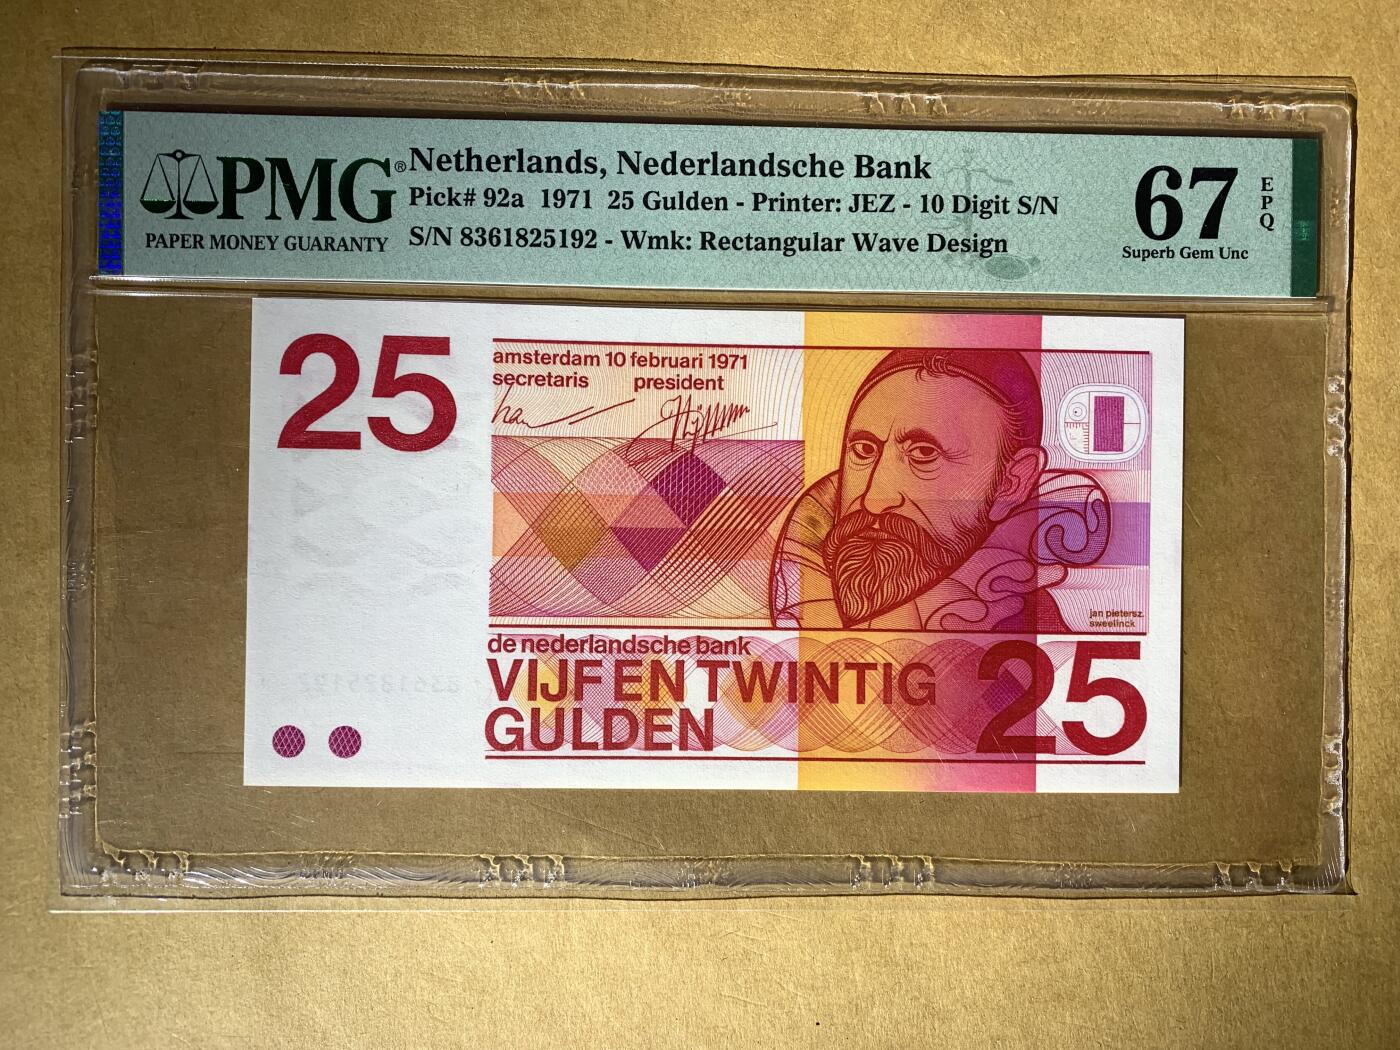 PMG®
PAPER MONEY GUARANTY
Netherlands, Nederlandsche Bank
Pick# 92a 1971 25 Gulden - Printer: JEZ - 10 Digit S/N
S/N 8361825192 - Wmk: Rectangular Wave Design
67
EPQ
Superb Gem Unc
25
amsterdam 10 februari 1971
secretaris president
jan pietersz.
sweelinck
de nederlandsche bank
VIJF EN TWINTIG
GULDEN
25